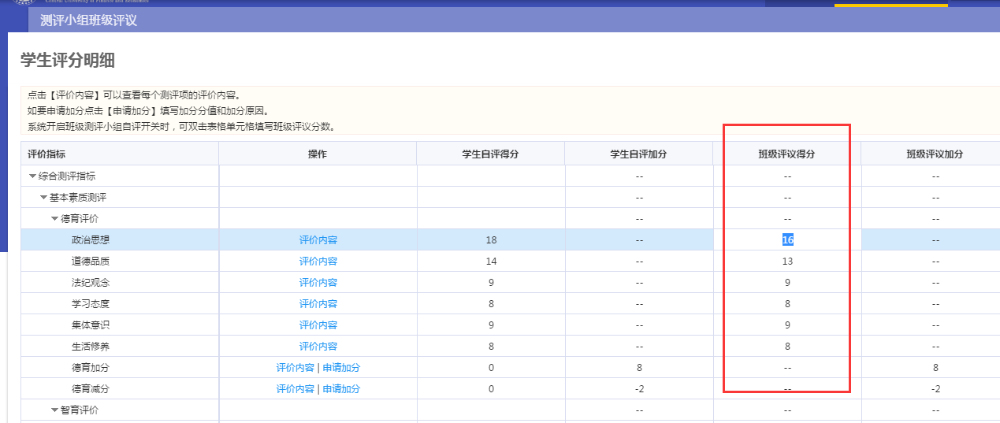 Central University of Finance and Economics
测评小组班级评议
学生评分明细
点击【评价内容】可以查看每个测评项的评价内容。
如要申请加分点击【申请加分】填写加分分值和加分原因。
系统开启班级测评小组自评开关时，可双击表格单元格填写班级评议分数。
评价指标 操作 学生自评得分 学生自评加分 班级评议得分 班级评议加分
综合测评指标 -- -- --
基本素质测评 -- -- --
德育评价 -- -- --
政治思想 评价内容 18 -- 16 --
道德品质 评价内容 14 -- 13 --
法纪观念 评价内容 9 -- 9 --
学习态度 评价内容 8 -- 8 --
集体意识 评价内容 9 -- 9 --
生活修养 评价内容 8 -- 8 --
德育加分 评价内容 | 申请加分 0 8 -- 8
德育减分 评价内容 | 申请加分 0 -2 -- -2
智育评价 -- -- --